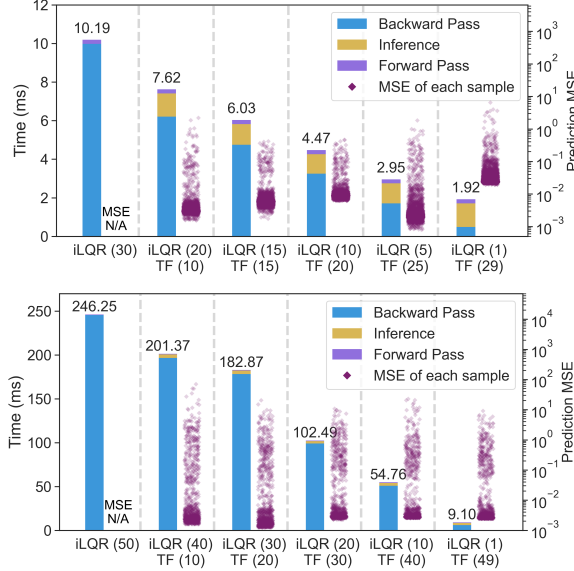 12
10
8
6
4
2
0
Time (ms)
10.19
7.62
6.03
4.47
2.95
1.92
MSE
N/A
Backward Pass
Inference
Forward Pass
MSE of each sample
10³
10²
10¹
10⁰
10⁻¹
10⁻²
10⁻³
Prediction MSE
iLQR (30)
iLQR (20)
TF (10)
iLQR (15)
TF (15)
iLQR (10)
TF (20)
iLQR (5)
TF (25)
iLQR (1)
TF (29)
250
200
150
100
50
0
Time (ms)
246.25
201.37
182.87
102.49
54.76
9.10
MSE
N/A
Backward Pass
Inference
Forward Pass
MSE of each sample
10⁴
10³
10²
10¹
10⁰
10⁻¹
10⁻²
10⁻³
Prediction MSE
iLQR (50)
iLQR (40)
TF (10)
iLQR (30)
TF (20)
iLQR (20)
TF (30)
iLQR (10)
TF (40)
iLQR (1)
TF (49)